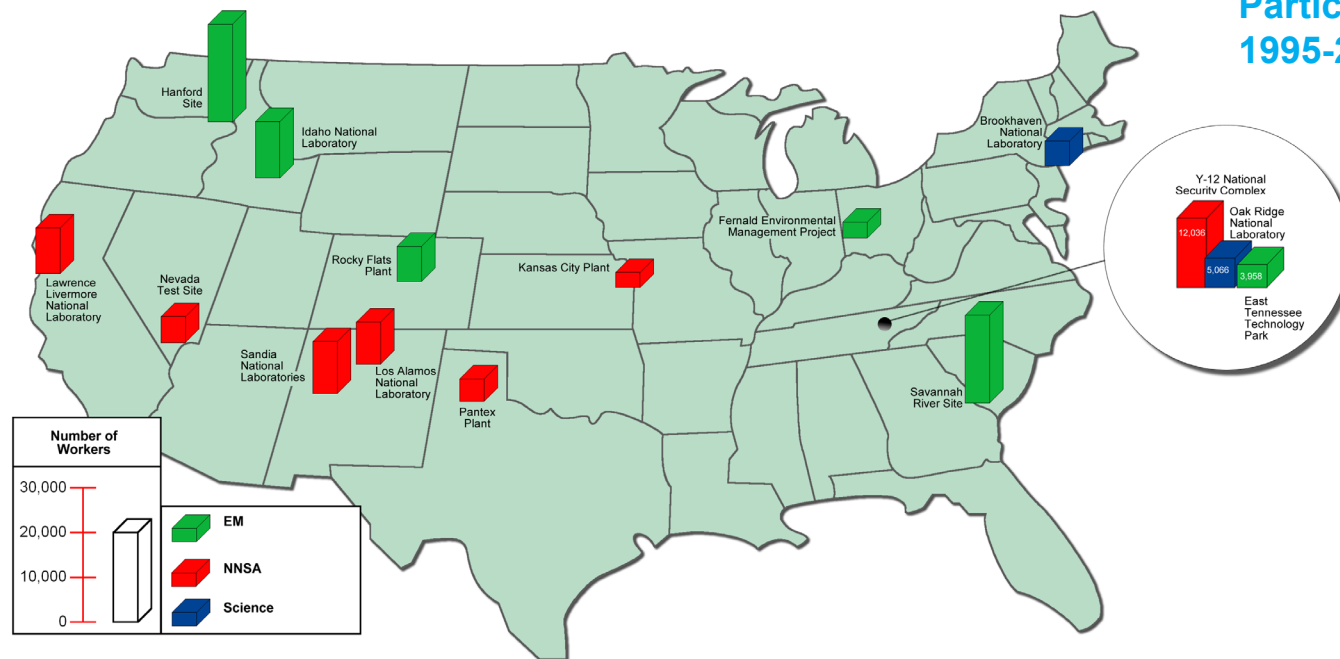 Partic
1995-2
Hanford
Site
Idaho National
Laboratory
Brookhaven
National
Laboratory
Y-12 National
Security Complex
Oak Ridge
National
Laboratory
12,036
5,066
3,958
East
Tennessee
Technology
Park
Fernald Environmental
Management Project
Rocky Flats
Plant
Kansas City Plant
Lawrence
Livermore
National
Laboratory
Nevada
Test Site
Sandia
National
Laboratories
Los Alamos
National
Laboratory
Pantex
Plant
Savannah
River Site
Number of
Workers
30,000
20,000
10,000
0
EM
NNSA
Science